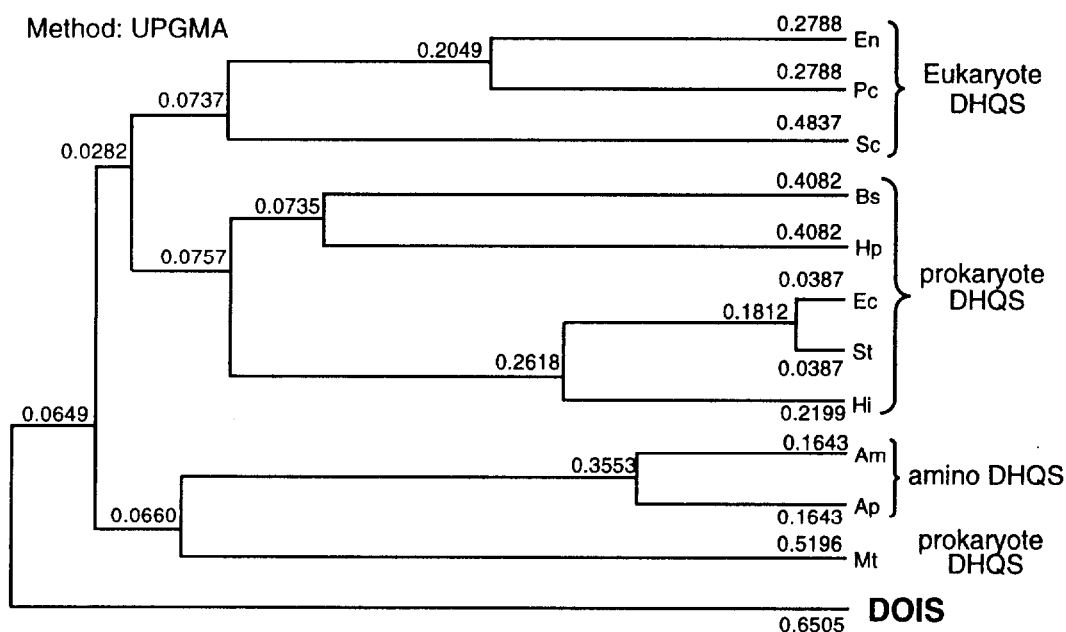 Method: UPGMA
0.2788
En
0.2049
0.2788
Pc
Eukaryote
DHQS
0.0737
0.4837
Sc
0.0282
0.4082
Bs
0.0735
0.4082
Hp
0.0757
prokaryote
DHQS
0.0387
Ec
0.1812
St
0.0387
0.2618
Hi
0.2199
0.0649
0.1643
Am
0.3553
amino DHQS
Ap
0.1643
0.0660
0.5196
Mt
prokaryote
DHQS
DOIS
0.6505